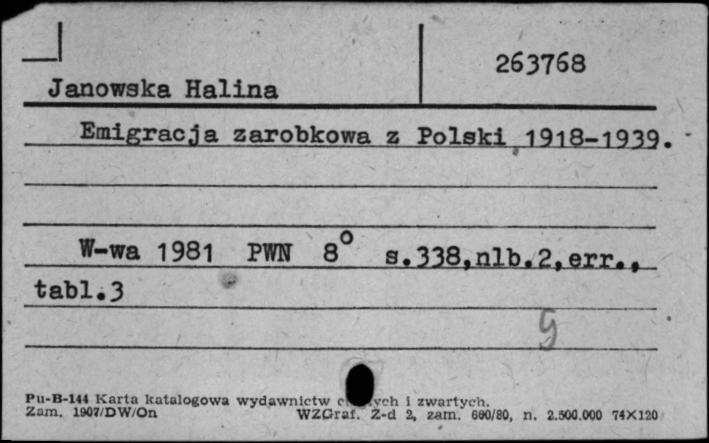 263768
Janowska Halina
Emigracja zarobkowa z Polski 1918-1939.
W-wa 1981 PWN 8° s.338,nlb.2,err.,
tabl.3
Pu-B-144 Karta katalogowa wydawnictw i zwartych.
Zam. 1907/DW/On WZGraf. Z-d 2, zam. 680/80, n. 2.500.000 74X120